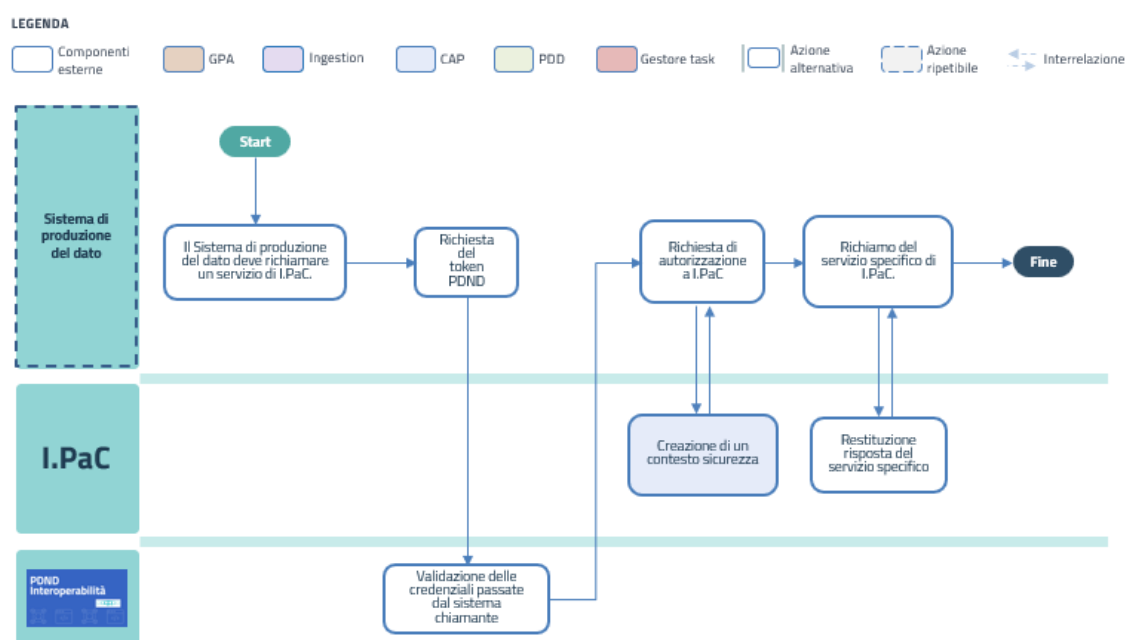 LEGENDA
Componenti
esterne
GPA
Ingestion
CAP
PDD
Gestore task
Azione
alternativa
Azione
ripetibile
Interrelazione
Start
Sistema di
produzione
del dato
Il Sistema di produzione
del dato deve richiamare
un servizio di I.PaC.
Richiesta
del
token
PDND
Richiesta di
autorizzazione
a I.PaC
Richiamo del
servizio specifico di
I.PaC.
Fine
I.PaC
Creazione di un
contesto sicurezza
Restituzione
risposta del
servizio specifico
PDND
Interoperabilità
Validazione delle
credenziali passate
dal sistema
chiamante